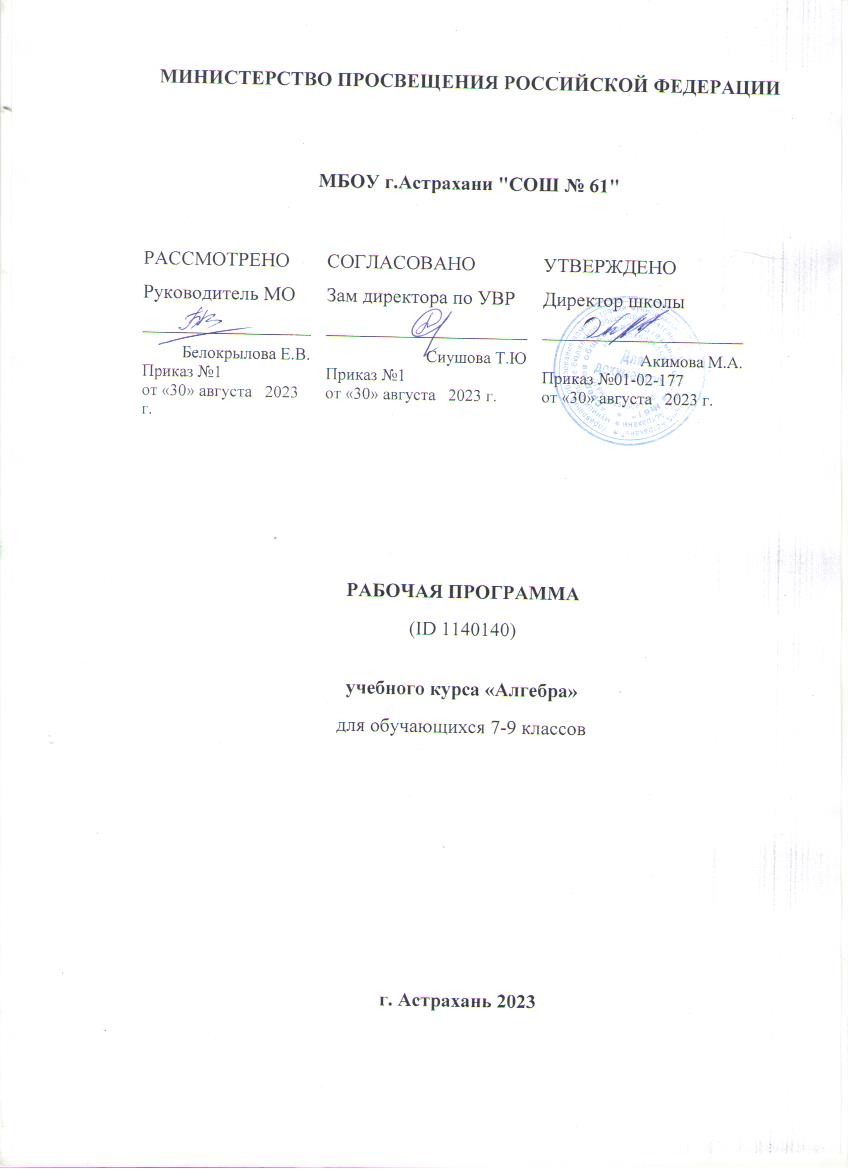 МИНИСТЕРСТВО ПРОСВЕЩЕНИЯ РОССИЙСКОЙ ФЕДЕРАЦИИ
МБОУ г.Астрахани "СОШ № 61"
РАССМОТРЕНО
Руководитель МО
Белокрылова Е.В.
Приказ №1
от «30» августа 2023
г.
СОГЛАСОВАНО
Зам директора по УВР
Сиушова Т.Ю
Приказ №1
от «30» августа 2023 г.
УТВЕРЖДЕНО
Директор школы
Акимова М.А.
Приказ №01-02-177
от «30» августа 2023 г.
РАБОЧАЯ ПРОГРАММА
(ID 1140140)
учебного курса «Алгебра»
для обучающихся 7-9 классов
г. Астрахань 2023